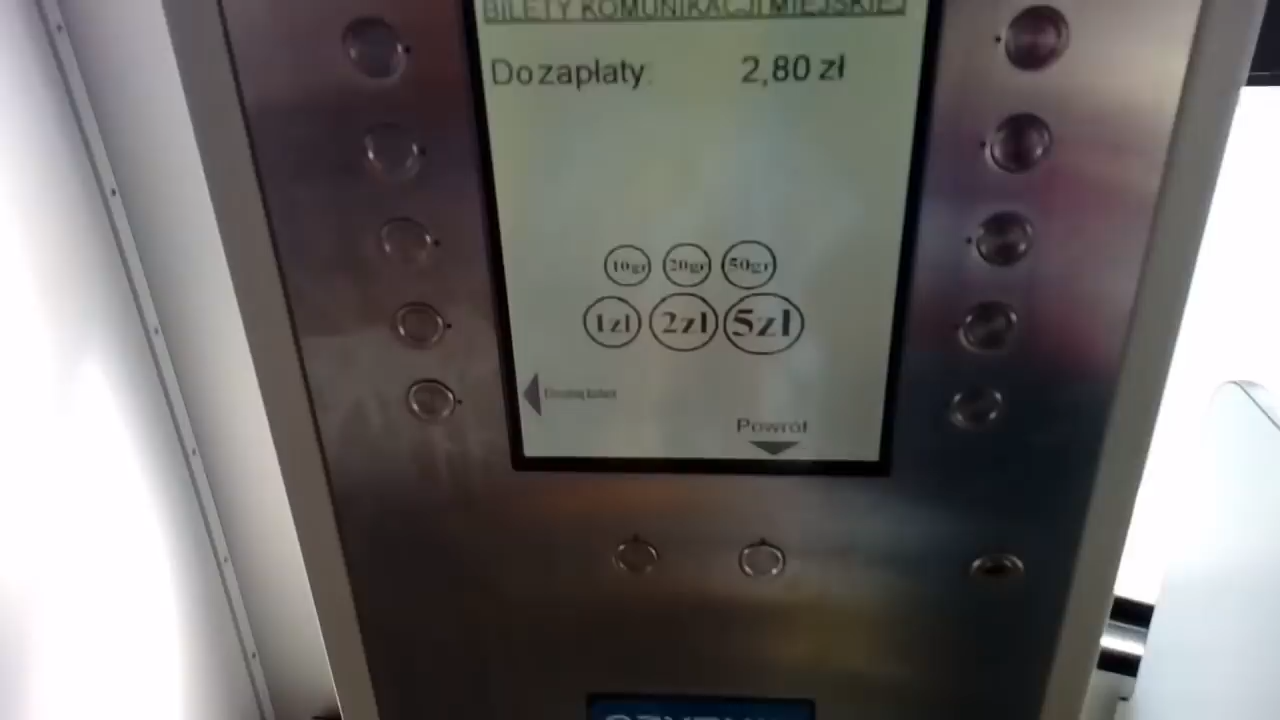 BILETY KOMUNIKACJI MIEJSKIEJ
Do zapłaty: 2,80 zł
10gr 20gr 50gr
1zł 2zł 5zł
Powrót